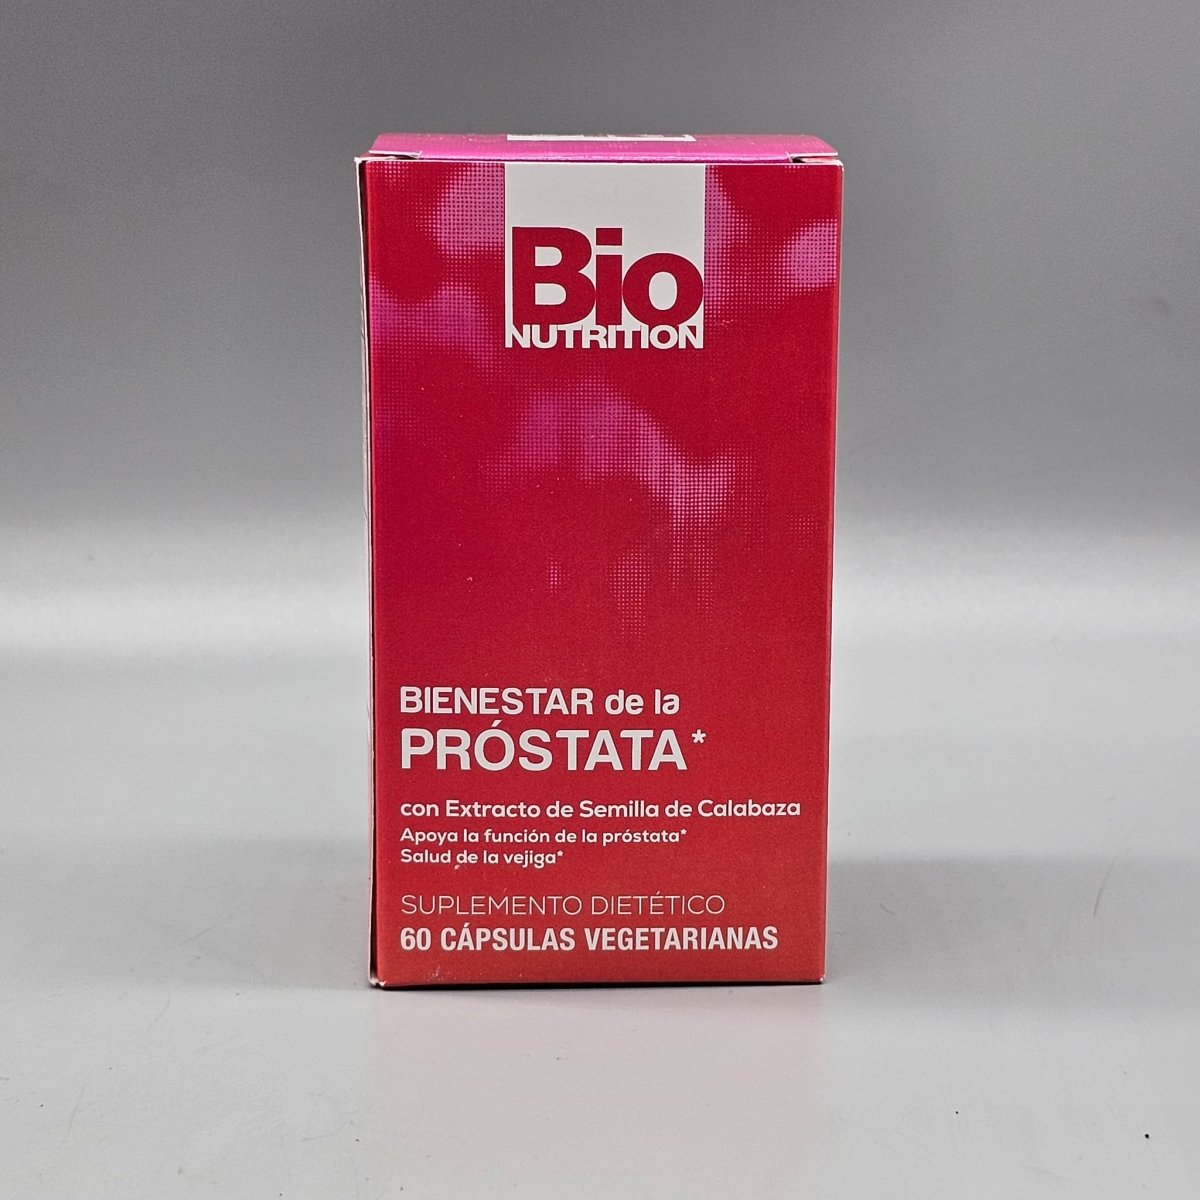 Bio
NUTRITION
BIENESTAR de la
PRÓSTATA*
con Extracto de Semilla de Calabaza
Apoya la función de la próstata*
Salud de la vejiga*
SUPLEMENTO DIETÉTICO
60 CÁPSULAS VEGETARIANAS